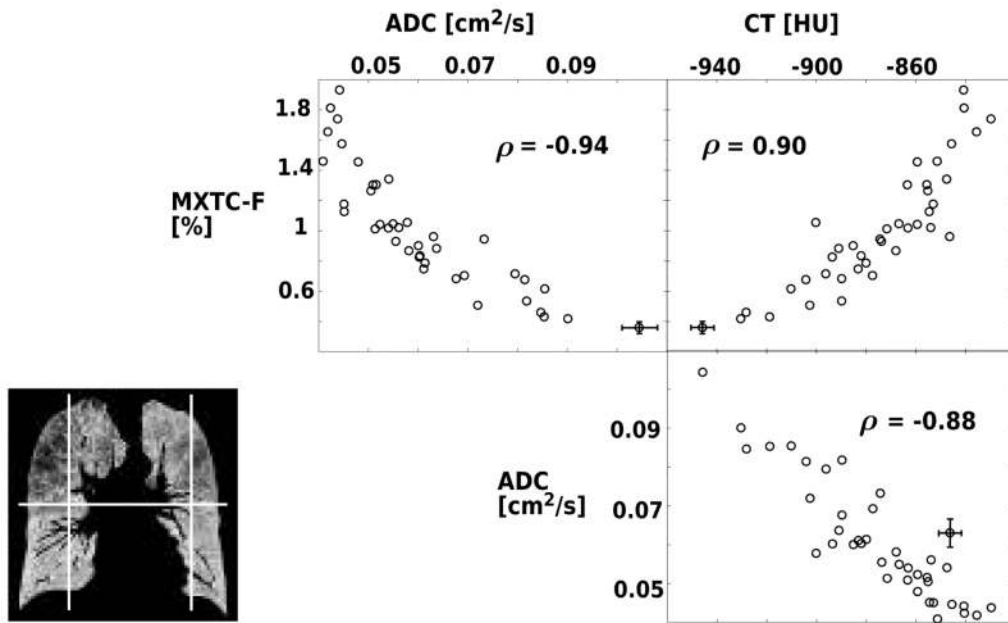 ADC [cm²/s] CT [HU]
0.05 0.07 0.09 -940 -900 -860
1.8
ρ = -0.94 ρ = 0.90
1.4
MXTC-F
[%]
1
0.6
0.09
ρ = -0.88
ADC
[cm²/s]
0.07
0.05